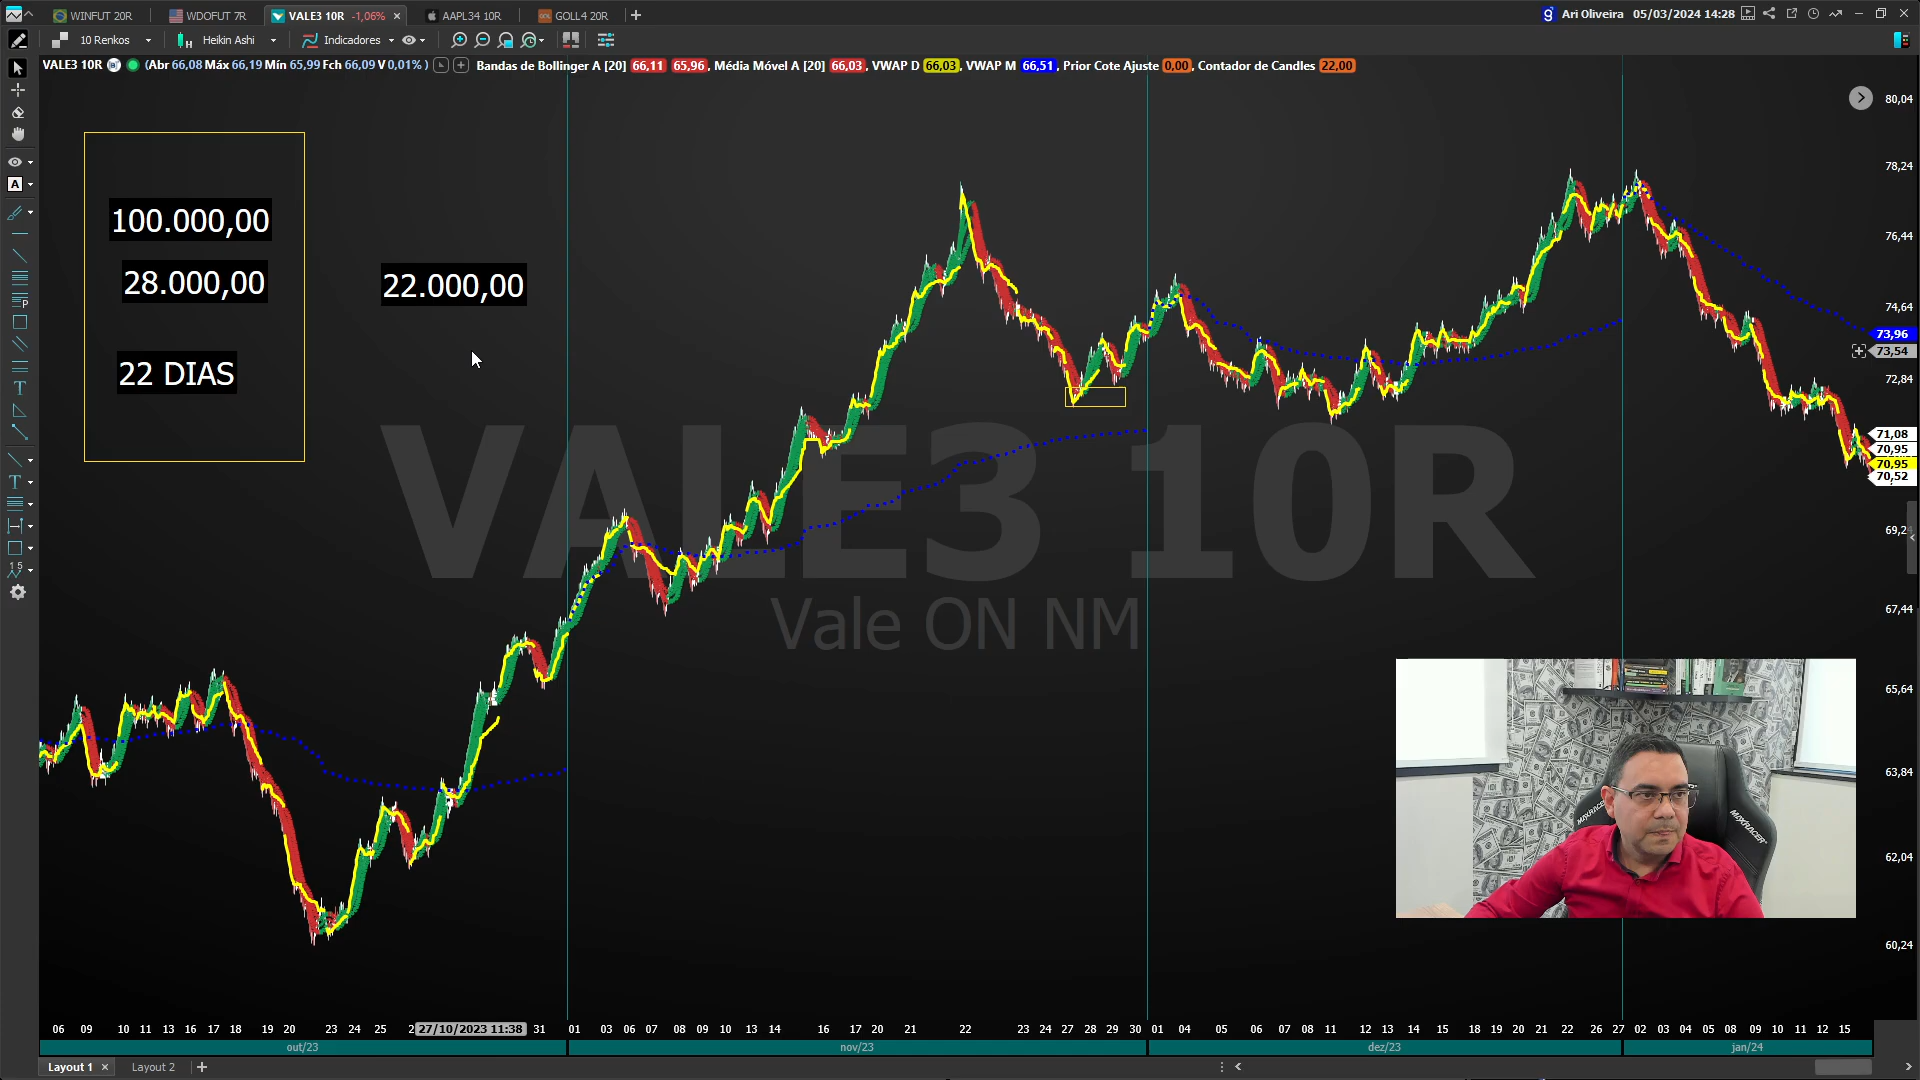 WINFUT 20R
WDOFUT 7R
VALE3 10R -1,06%
AAPL34 10R
GOLL4 20R
Ari Oliveira 05/03/2024 14:28
10 Renkos
Heikin Ashi
Indicadores
VALE3 10R (Abr 66,08 Máx 66,19 Mín 65,99 Fch 66,09 V 0,01% ) Bandas de Bollinger A [20] 66,11 65,96, Média Móvel A [20] 66,03, VWAP D 66,03, VWAP M 66,51, Prior Cote Ajuste 0,00, Contador de Candles 22,00
100.000,00
28.000,00
22.000,00
22 DIAS
VALE3 10R
Vale ON NM
80,04
78,24
76,44
74,64
73,96
73,54
72,84
71,08
70,95
70,95
70,52
69,2
67,44
65,64
63,84
62,04
60,24
MAXRACER
MAXRACER
06 09 10 11 13 16 17 18 19 20 23 24 25 2 27/10/2023 11:38 31 01 03 06 07 08 09 10 13 14 16 17 20 21 22 23 24 27 28 29 30 01 04 05 06 07 08 11 12 13 14 15 18 19 20 21 22 26 27 02 03 04 05 08 09 10 11 12 15
out/23 nov/23 dez/23 jan/24
Layout 1
Layout 2